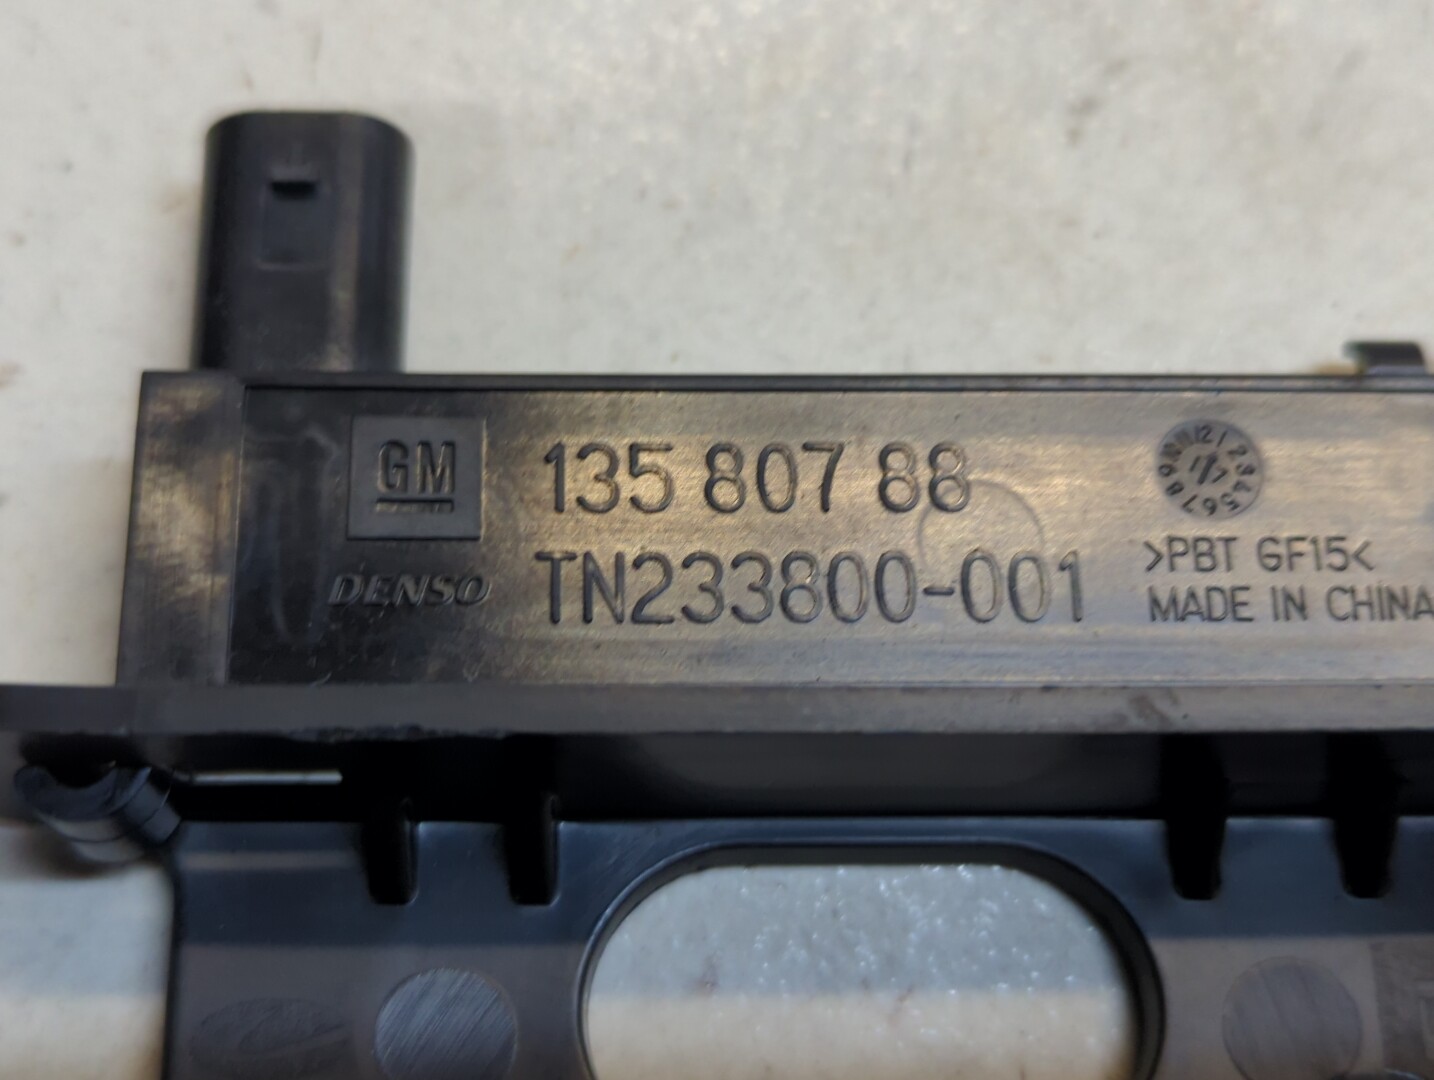 GM
135 807 88
DENSO
TN233800-001
>PBT GF15<
MADE IN CHINA